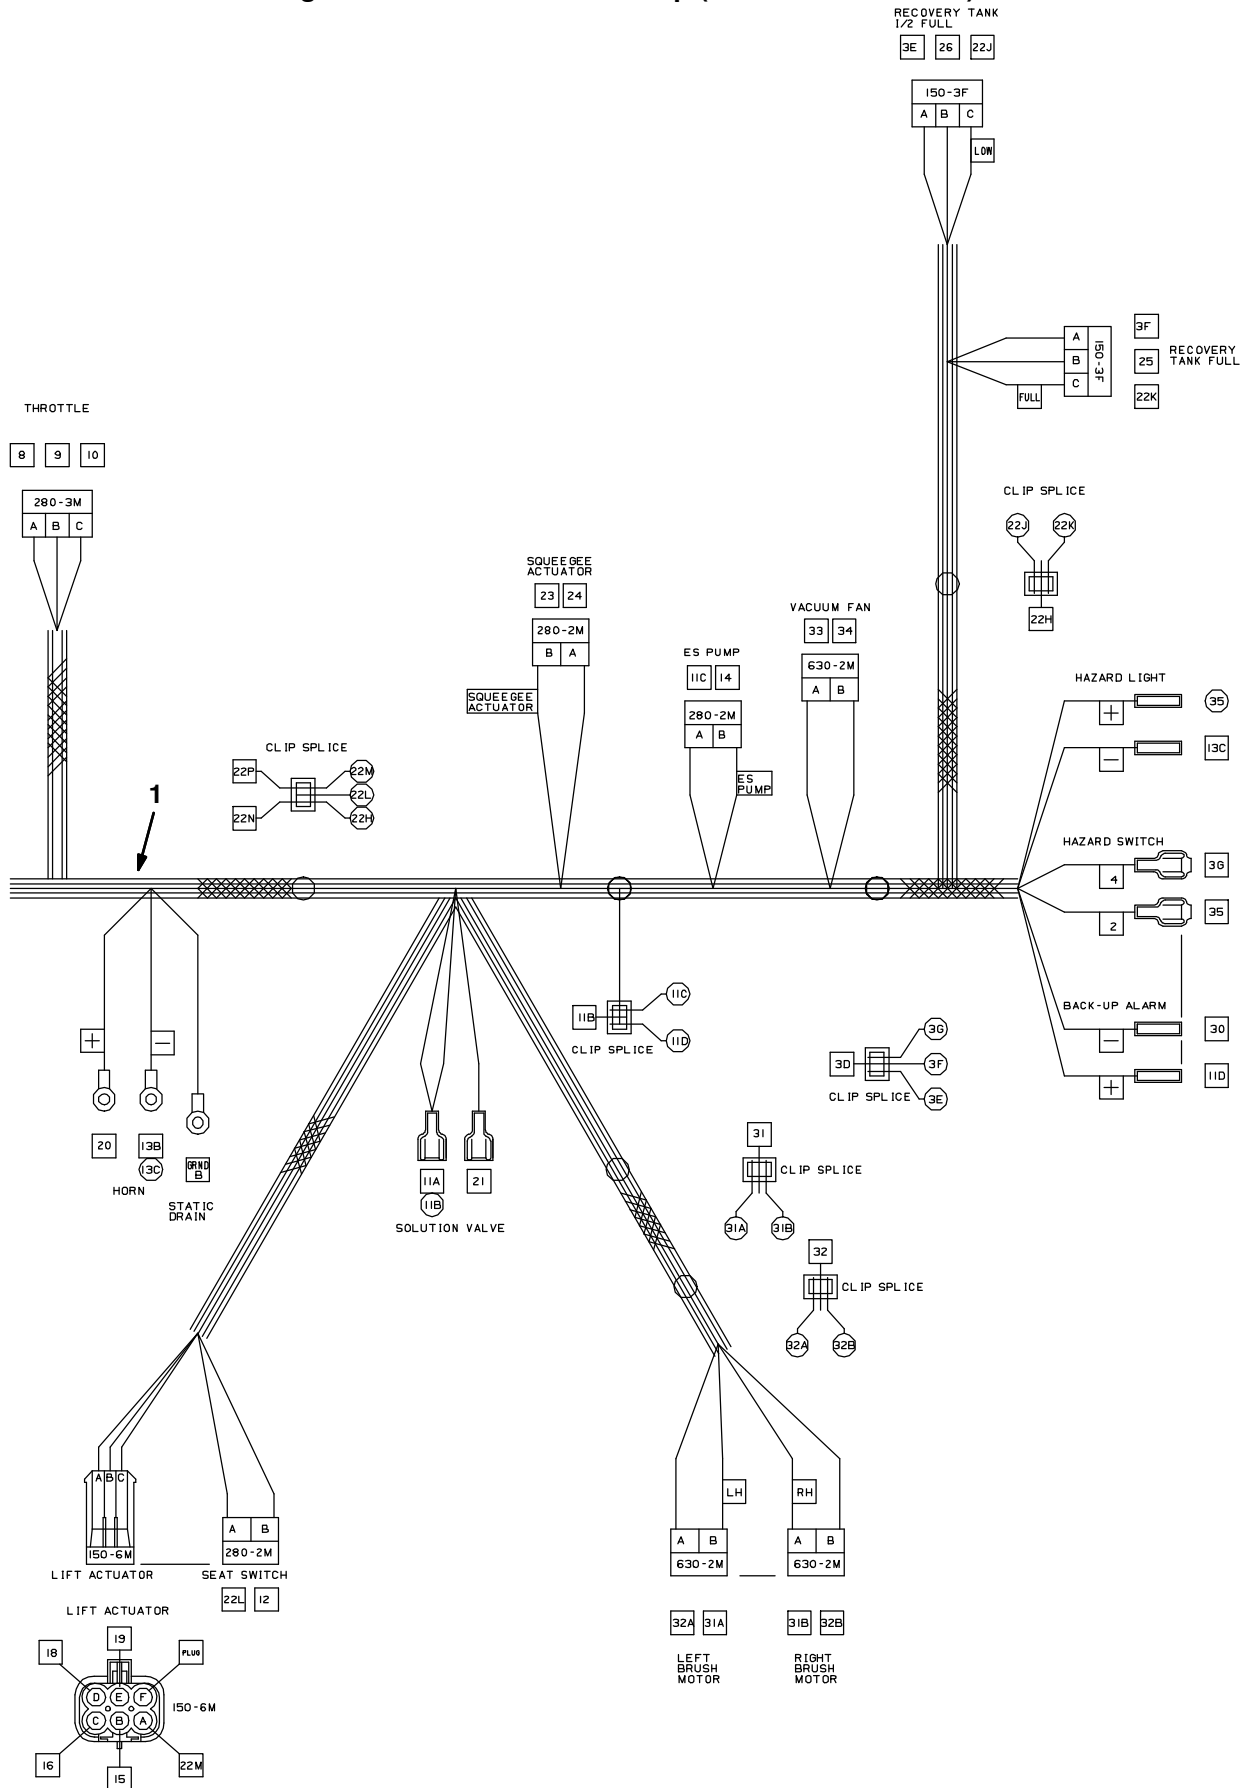 RECOVERY TANK
1/2 FULL
3E 26 22J
150-3F
A B C
LOW
3F
A
B
C
150-3F
25
RECOVERY
TANK FULL
FULL
22K
THROTTLE
8 9 10
280-3M
A B C
CLIP SPLICE
22J 22K
22H
SQUEEGEE
ACTUATOR
23 24
280-2M
B A
SQUEEGEE
ACTUATOR
ES PUMP
11C 14
280-2M
A B
ES
PUMP
VACUUM FAN
33 34
630-2M
A B
HAZARD LIGHT
+ 35
- 13C
CLIP SPLICE
22P 22M
22L
22N 22H
1
HAZARD SWITCH
4 3G
2 35
BACK-UP ALARM
- 30
+ 11D
+ -
20 13B
13C
HORN
GRND
B
STATIC
DRAIN
11A 21
11B
SOLUTION VALVE
11B 11C
11D
CLIP SPLICE
3D 3G
3F
3E
CLIP SPLICE
31
CLIP SPLICE
31A 31B
32
CLIP SPLICE
32A 32B
A B C
150-6M
LIFT ACTUATOR
A B
280-2M
SEAT SWITCH
22L 12
LH RH
A B
630-2M
A B
630-2M
32A 31A
LEFT
BRUSH
MOTOR
31B 32B
RIGHT
BRUSH
MOTOR
LIFT ACTUATOR
18 19 PLUG
D E F
150-6M
C B A
16 15 22M